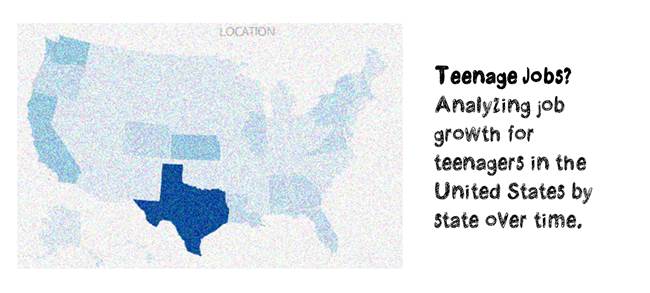 LOCATION
Teenage Jobs?
Analyzing job
growth for
teenagers in the
United States by
state over time.